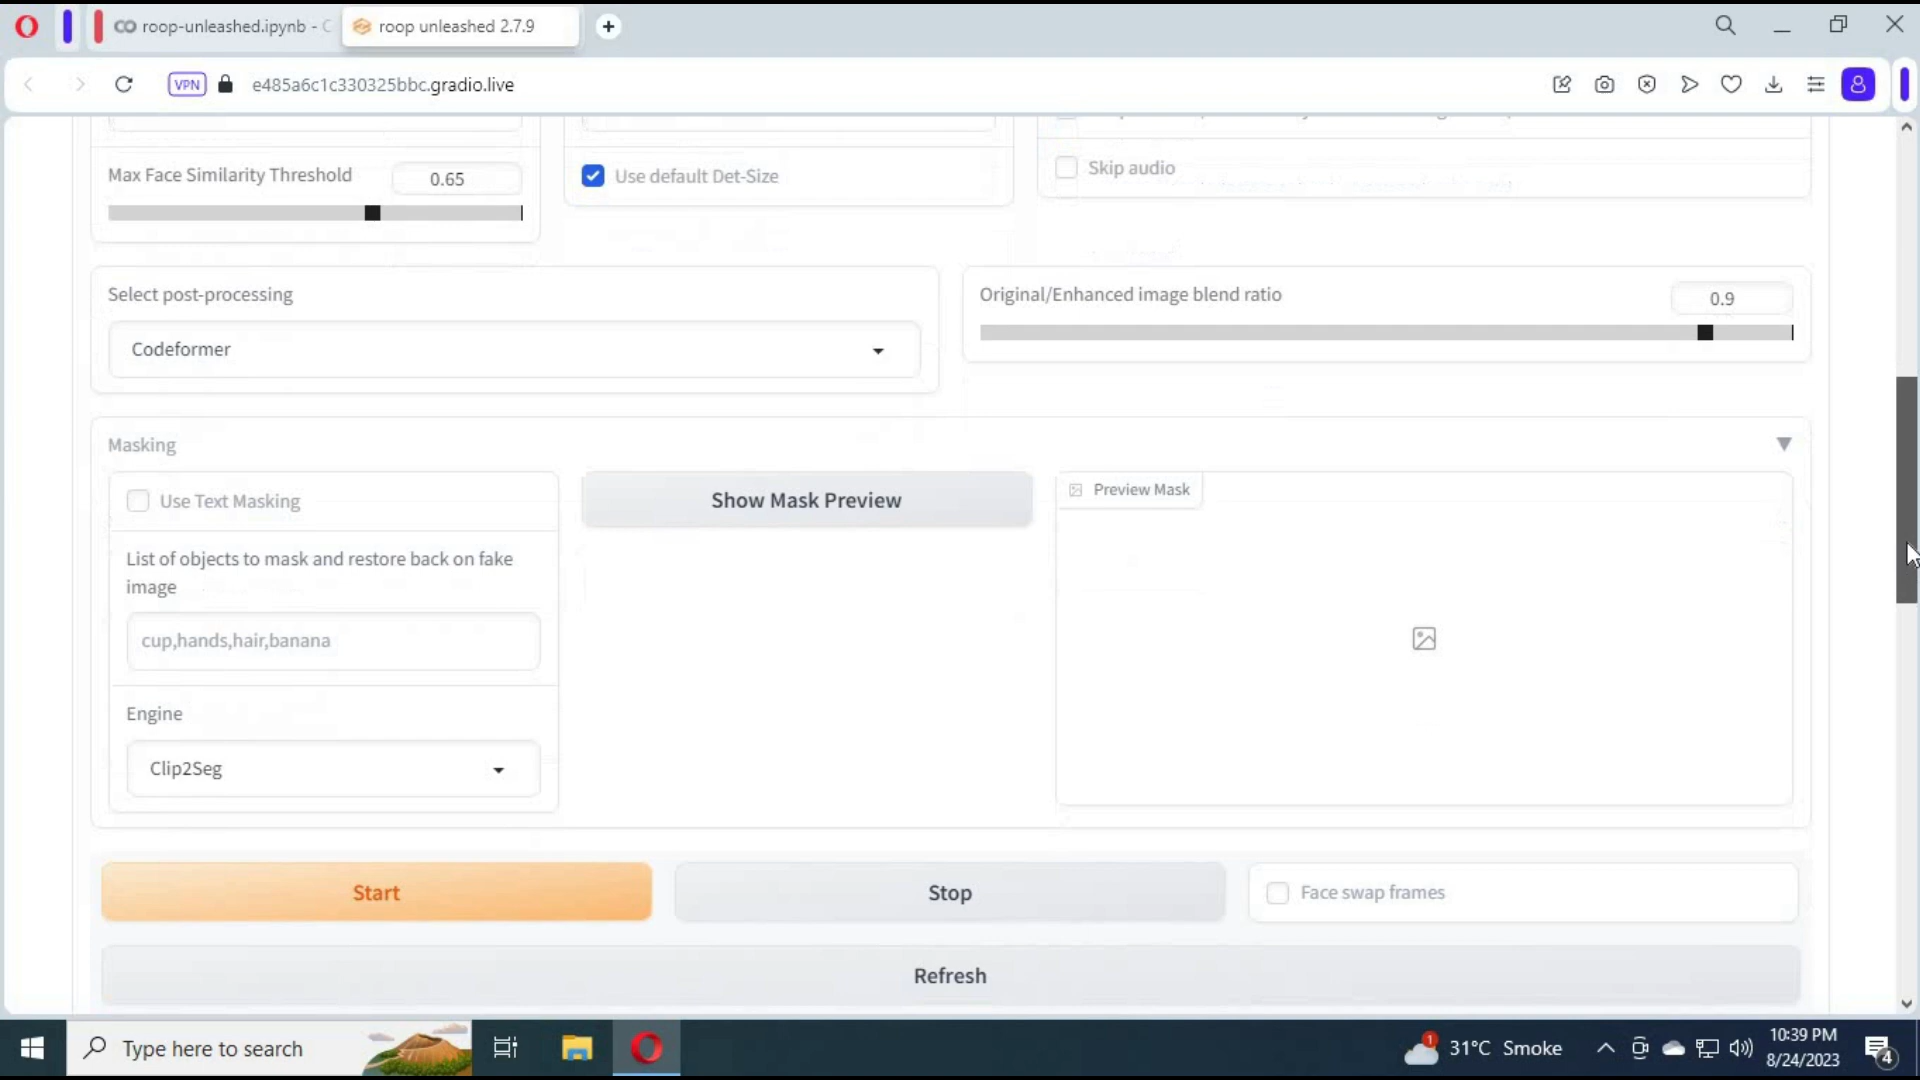 roop-unleashed.ipynb - C
roop unleashed 2.7.9
VPN
e485a6c1c330325bbc.gradio.live
Max Face Similarity Threshold
0.65
Use default Det-Size
Skip audio
Select post-processing
Codeformer
Original/Enhanced image blend ratio
0.9
Masking
Use Text Masking
Show Mask Preview
Preview Mask
List of objects to mask and restore back on fake
image
cup,hands,hair,banana
Engine
Clip2Seg
Start
Stop
Face swap frames
Refresh
Type here to search
1
31°C Smoke
10:39 PM
8/24/2023
4